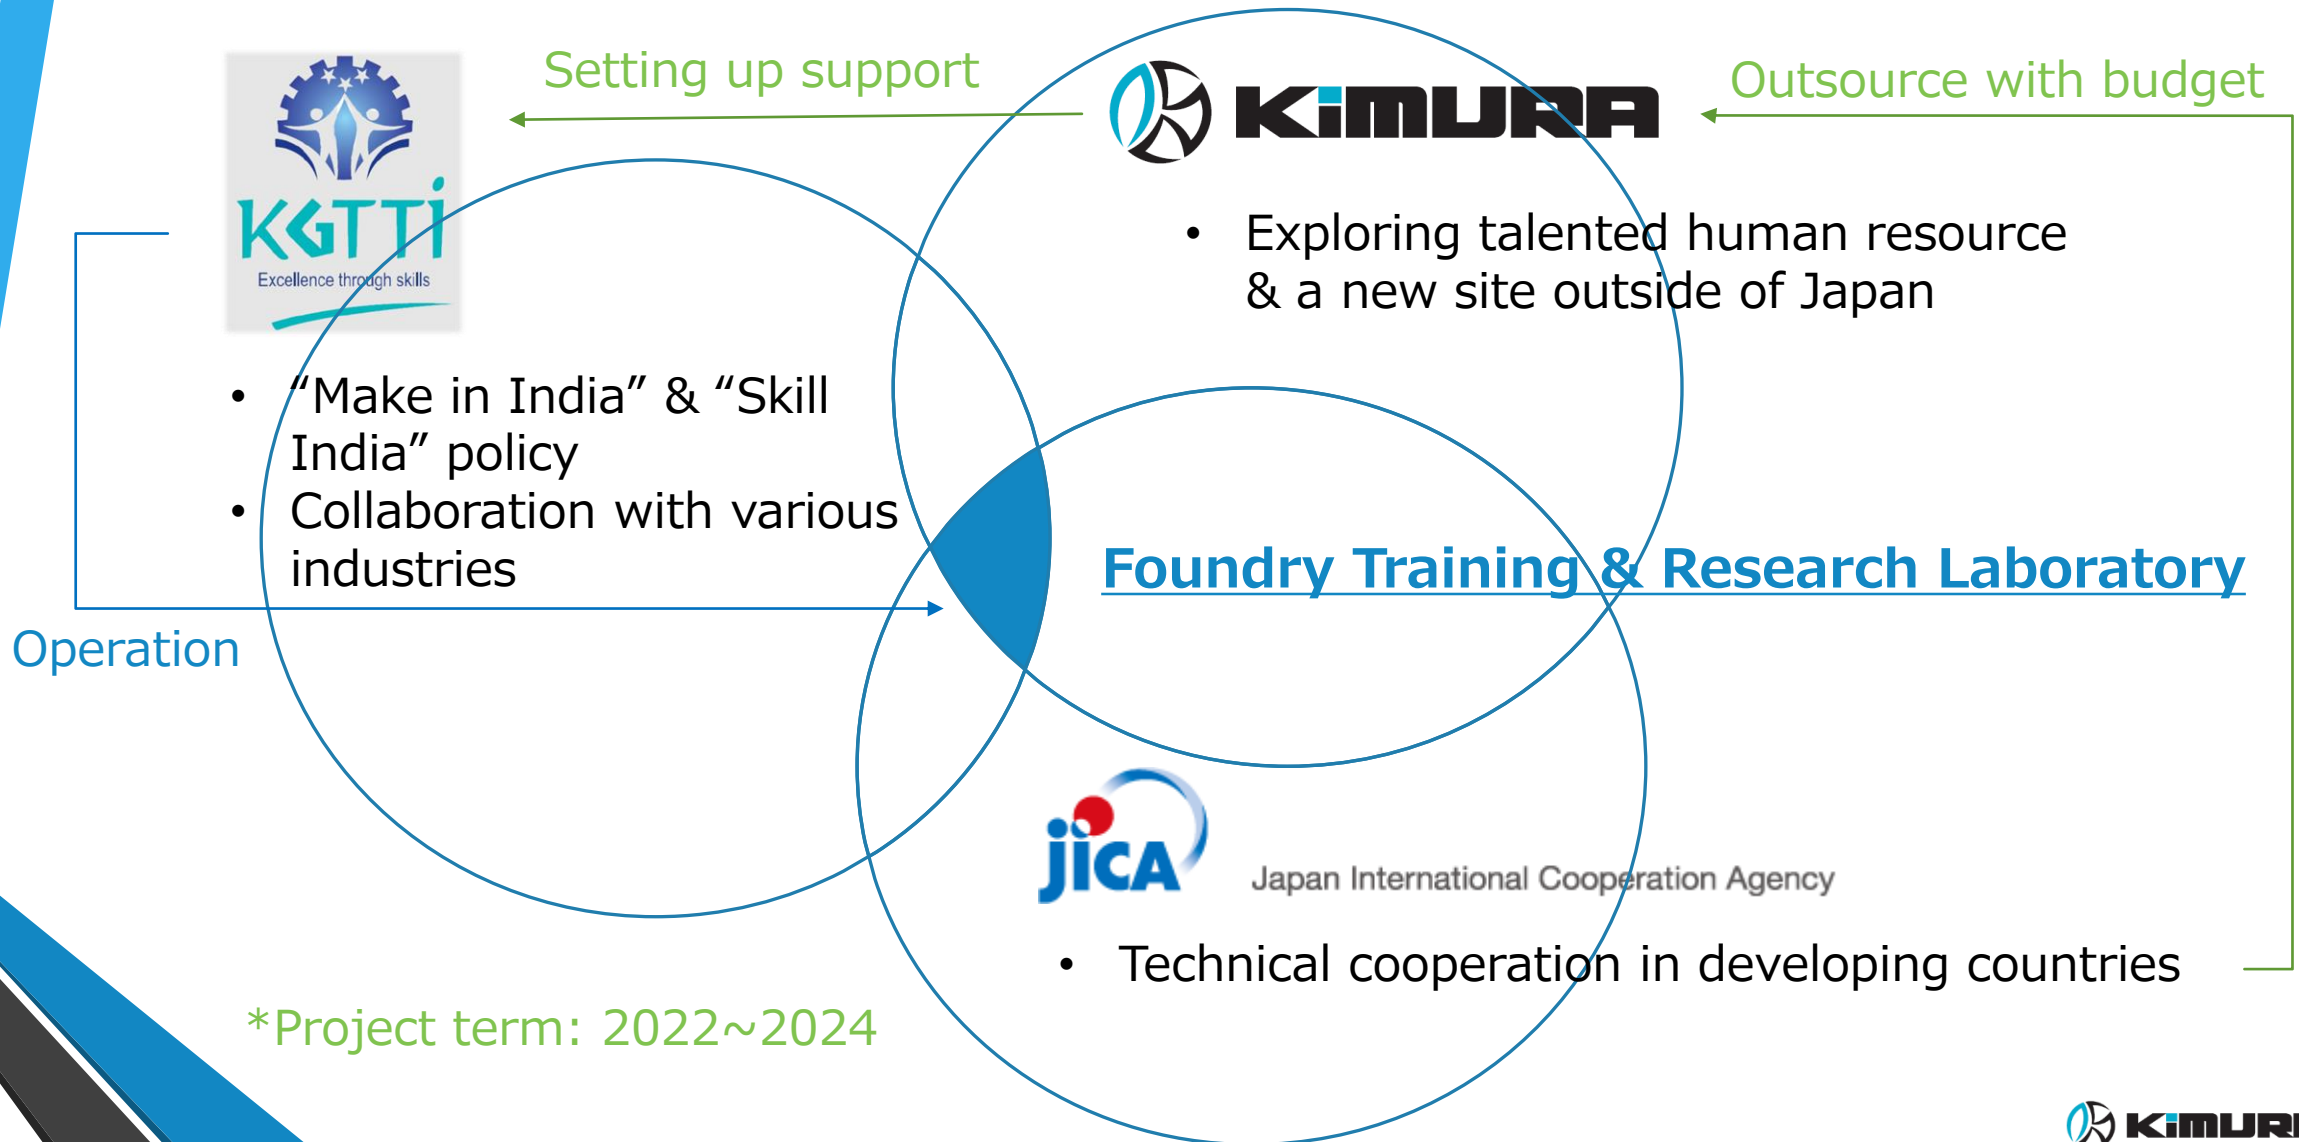 Setting up support
KIMURA
Outsource with budget
KGTTI
Excellence through skills
• Exploring talented human resource
& a new site outside of Japan
• “Make in India” & “Skill
India” policy
• Collaboration with various
industries
Foundry Training & Research Laboratory
Operation
jica
Japan International Cooperation Agency
• Technical cooperation in developing countries
*Project term: 2022~2024
KIMUR